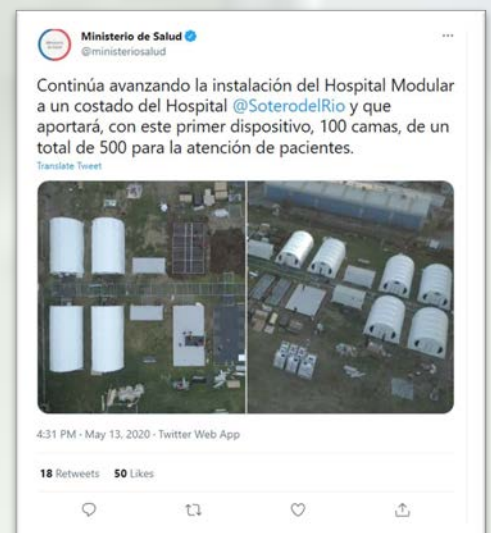 Ministerio de Salud
@ministeriosalud
Continúa avanzando la instalación del Hospital Modular
a un costado del Hospital @SoterodelRio y que
aportará, con este primer dispositivo, 100 camas, de un
total de 500 para la atención de pacientes.
Translate Tweet
4:31 PM · May 13, 2020 · Twitter Web App
18 Retweets 50 Likes